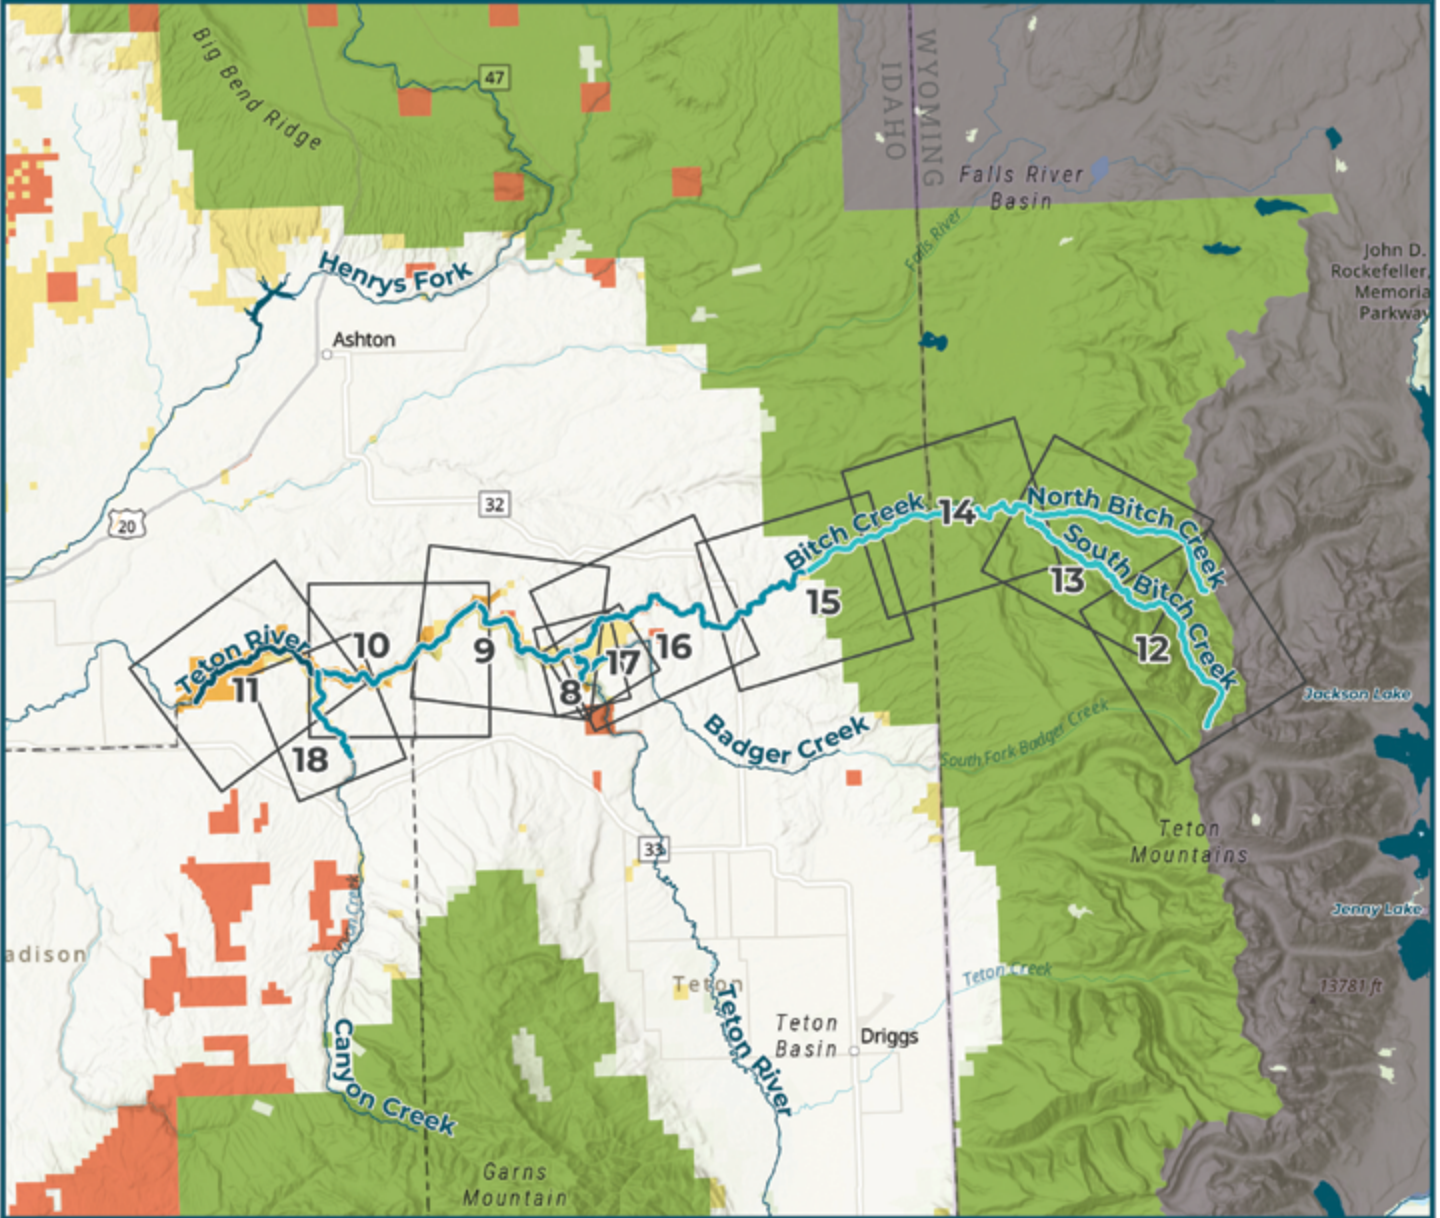 Big Bend Ridge
47
WYOMING
IDAHO
Falls River
Basin
Falls River
John D.
Rockefeller,
Memoria
Parkway
Henrys Fork
Ashton
32
20
North Bitch Creek
Bitch Creek
14
South Bitch Creek
13
15
12
Teton River
10
9
16
17
11
8
18
Jackson Lake
Badger Creek
South Fork Badger Creek
Teton
Mountains
33
Canyon Creek
Jenny Lake
adison
Teton
Teton Creek
13781 ft
Teton River
Teton
Basin
Driggs
Canyon Creek
Garns
Mountain